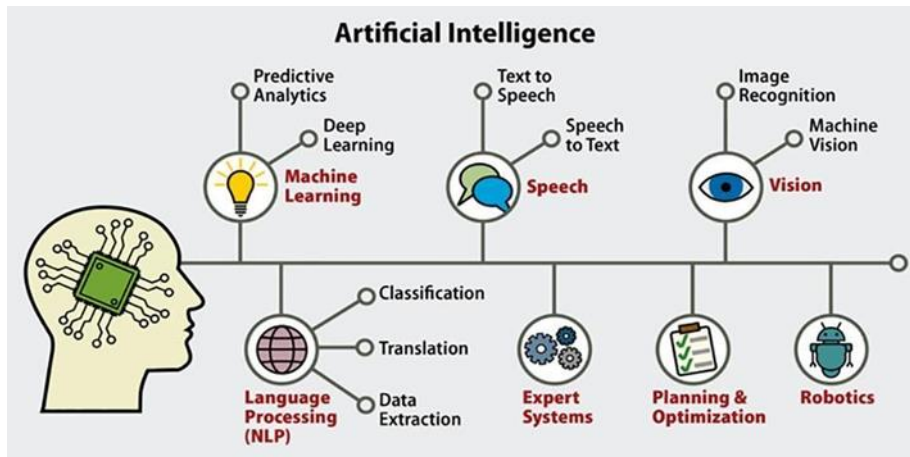 Artificial Intelligence
Predictive
Analytics
Deep
Learning
Machine
Learning
Text to
Speech
Speech
to Text
Speech
Image
Recognition
Machine
Vision
Vision
Classification
Translation
Data
Extraction
Language
Processing
(NLP)
Expert
Systems
Planning &
Optimization
Robotics